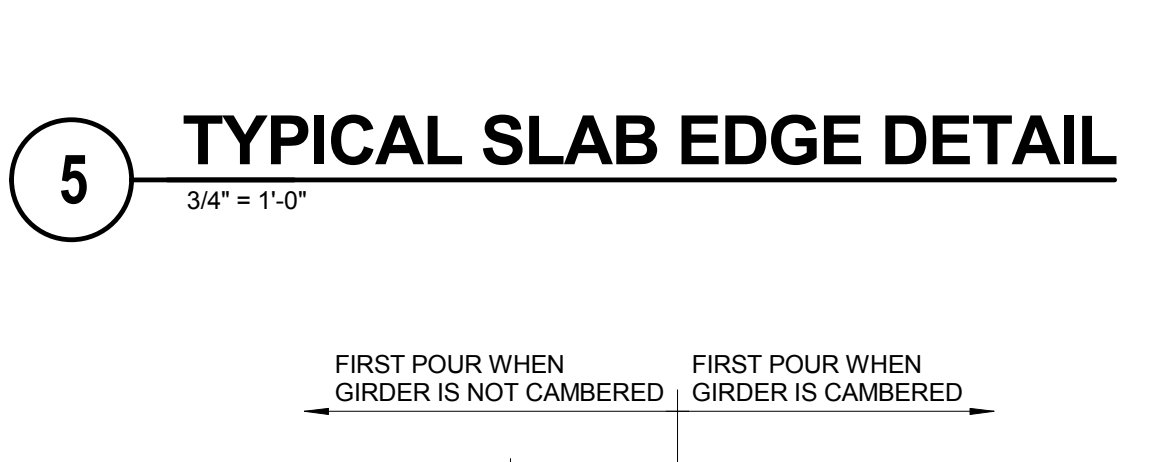 5
TYPICAL SLAB EDGE DETAIL
3/4" = 1'-0"
FIRST POUR WHEN
GIRDER IS NOT CAMBERED
FIRST POUR WHEN
GIRDER IS CAMBERED